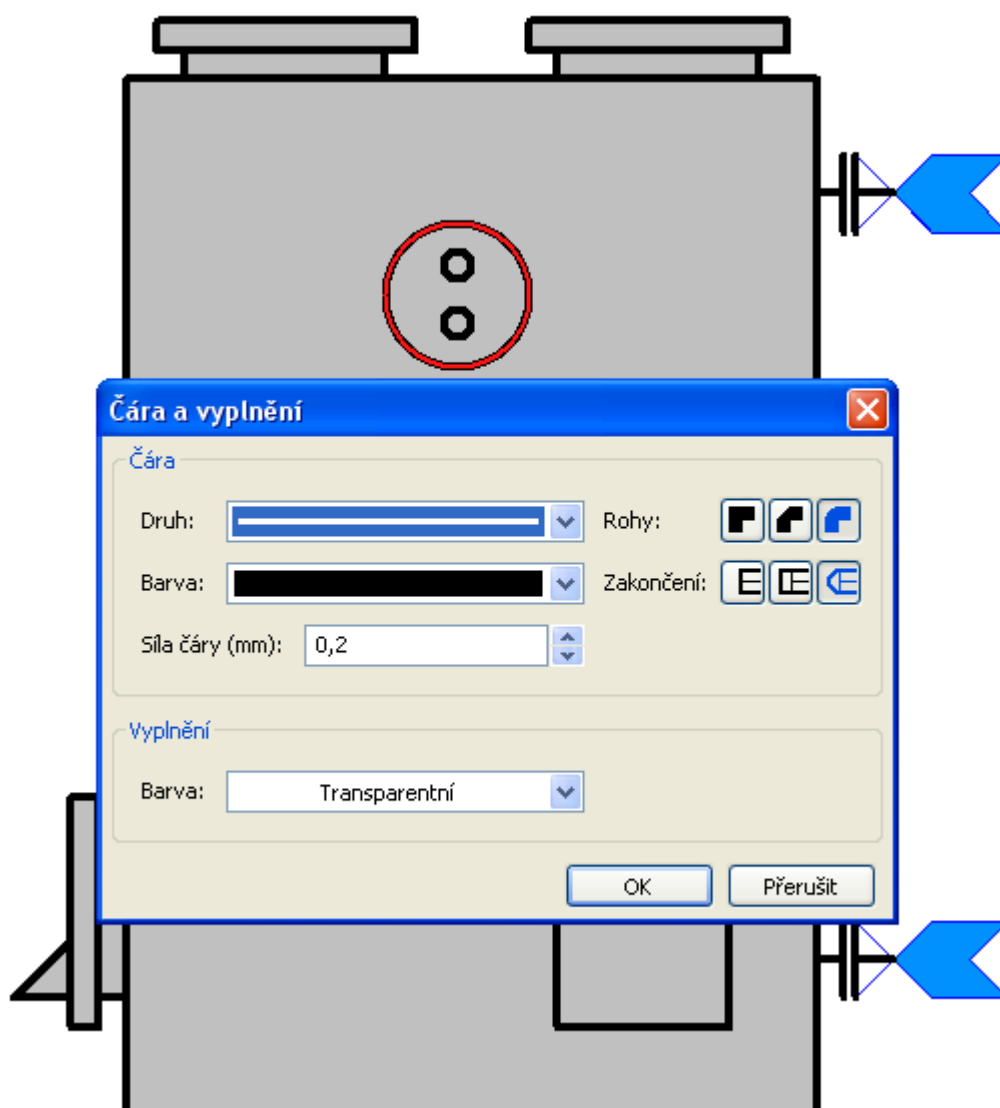 Čára a vyplnění
Čára
Druh:
Rohy:
Barva:
Zakončení:
Síla čáry (mm): 0,2
Vyplnění
Barva: Transparentní
OK Přerušit